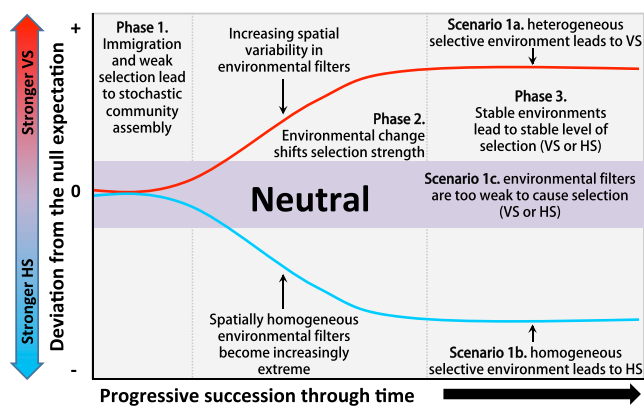 +
0
-
Stronger VS
Stronger HS
Deviation from the null expectation
Phase 1.
Immigration
and weak
selection lead
to stochastic
community
assembly
Increasing spatial
variability in
environmental filters
Scenario 1a. heterogeneous
selective environment leads to VS
Phase 2.
Environmental change
shifts selection strength
Phase 3.
Stable environments
lead to stable level of
selection (VS or HS)
Neutral
Scenario 1c. environmental filters
are too weak to cause selection
(VS or HS)
Spatially homogeneous
environmental filters
become increasingly
extreme
Scenario 1b. homogeneous
selective environment leads to HS
Progressive succession through time